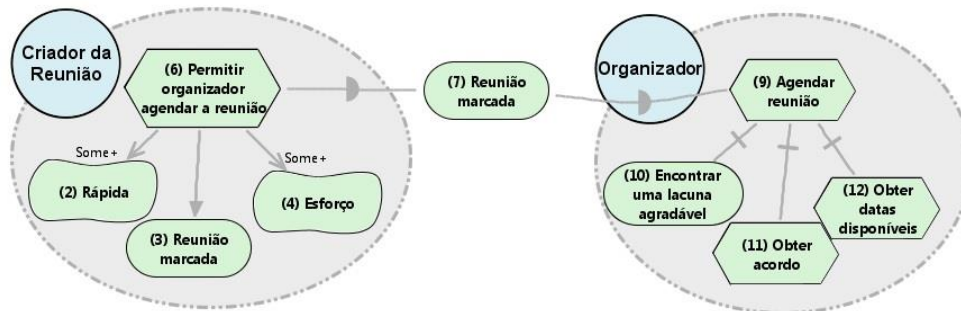 Criador da
Reunião
(6) Permitir
organizador
agendar a reunião
Some +
(2) Rápida
(3) Reunião
marcada
Some +
(4) Esforço
(7) Reunião
marcada
Organizador
(9) Agendar
reunião
(10) Encontrar
uma lacuna
agradável
(11) Obter
acordo
(12) Obter
datas
disponíveis